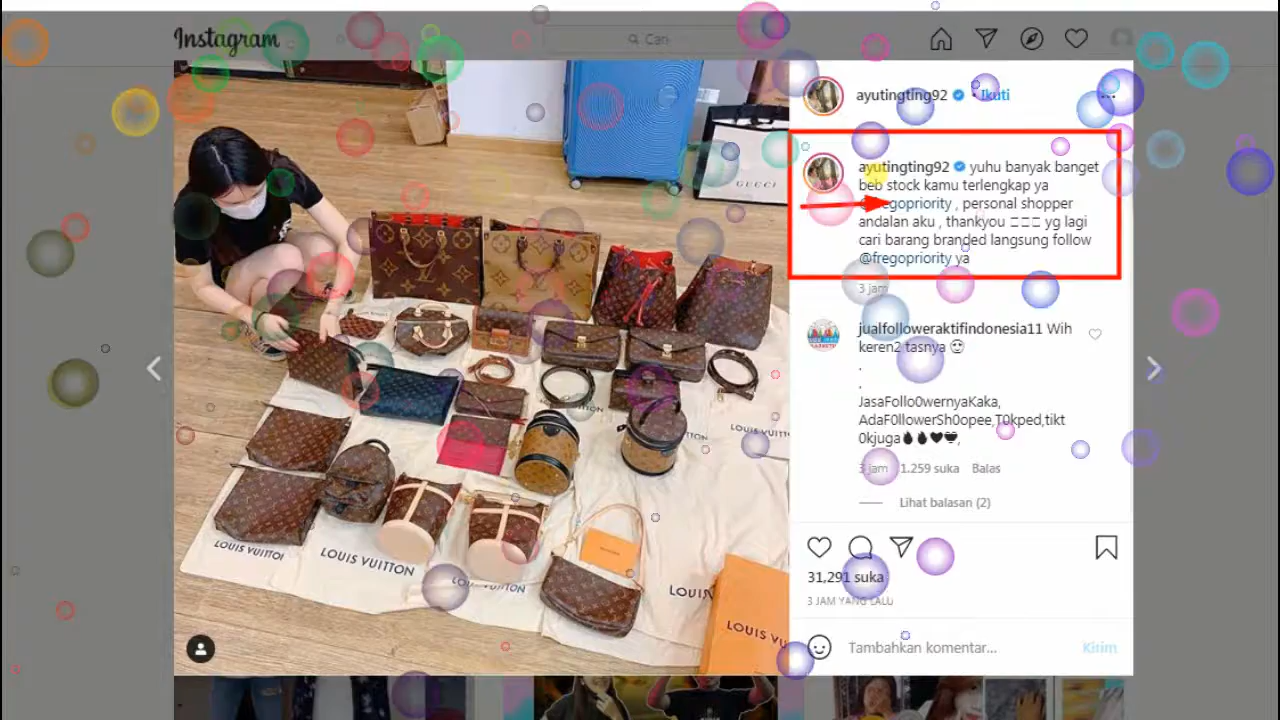 Instagram
Cari
ayutingting92 • Ikuti
ayutingting92 yuhu banyak banget
beb stock kamu terlengkap ya
@fregopriority , personal shopper
andalan aku , thankyou yg lagi
cari barang branded langsung follow
@fregopriority ya
3 jam
jualfolloweraktifindonesia11 Wih
keren2 tasnya
.
.
JasaFollo0wernyaKaka,
AdaF0llowerSh0opee,T0kped,tikt
0kjuga
3 jam 1.259 suka Balas
Lihat balasan (2)
31,291 suka
3 JAM YANG LALU
Tambahkan komentar... Kirim
GUCCI
LOUIS VUITTON
LOUIS VUITTON
LOUIS VUITTON